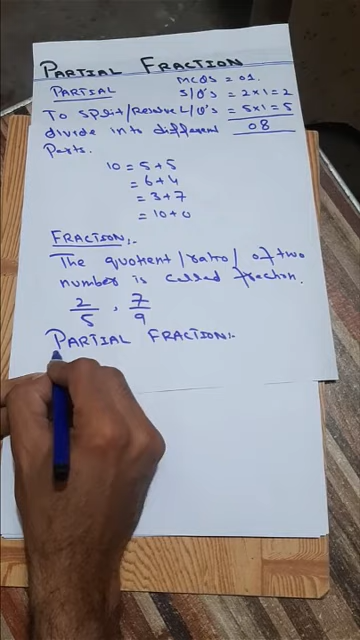 PARTIAL FRACTION
PARTIAL
MCQS = 01.
S/Q's = 2×1=2
L/Q's = 5×1=5
08
To split/Resolve
divide into different
Parts.
10 = 5+5
= 6+4
= 3+7
= 10+0
FRACTION:-
The quotient/ratio/ of two
number is called fraction.
2/5 , 7/9
PARTIAL FRACTION:-